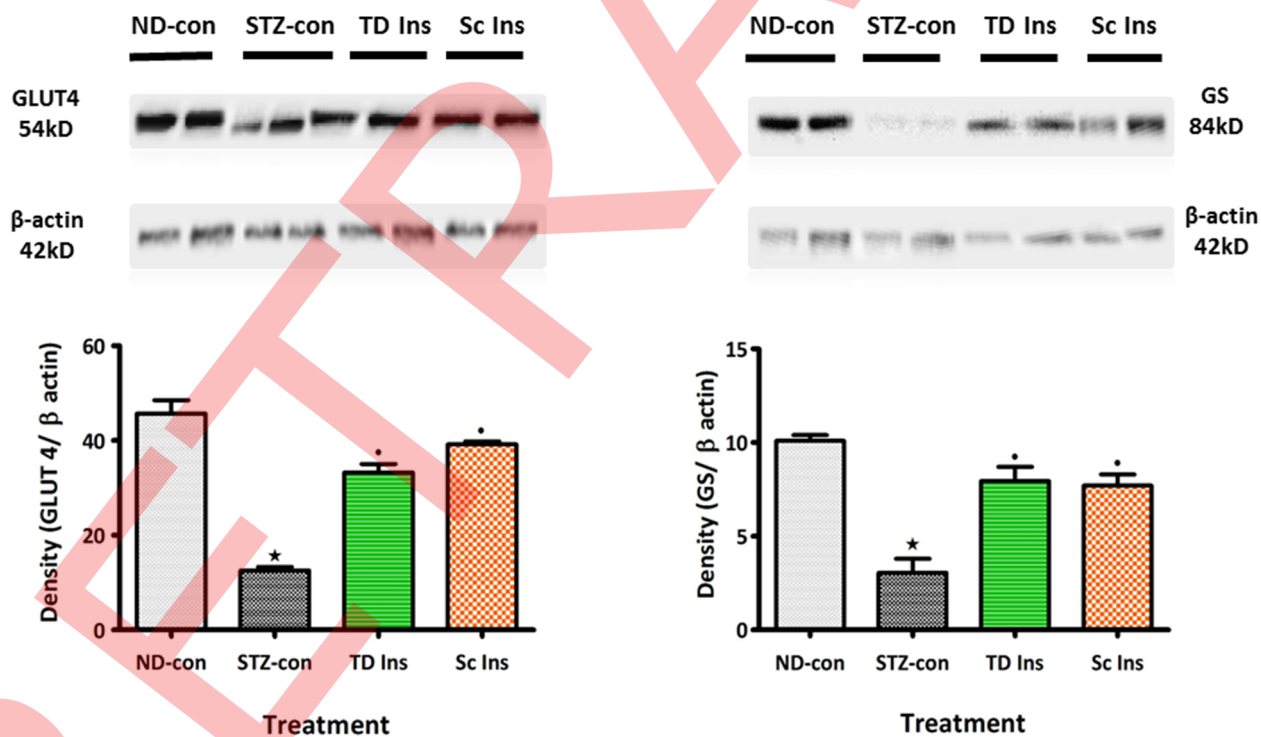 ND-con STZ-con TD Ins Sc Ins
GLUT4
54kD
β-actin
42kD
ND-con STZ-con TD Ins Sc Ins
GS
84kD
β-actin
42kD
Density (GLUT 4/ β actin)
60
40
20
0
ND-con STZ-con TD Ins Sc Ins
Treatment
Density (GS/ β actin)
15
10
5
0
ND-con STZ-con TD Ins Sc Ins
Treatment